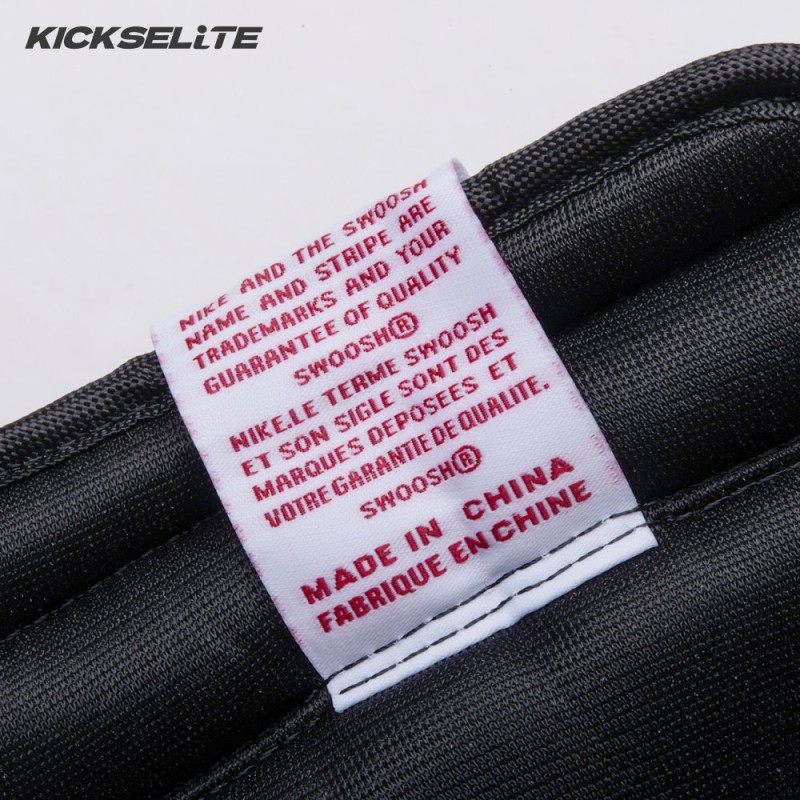 KICKSELiTE
NIKE AND THE SWOOSH
NAME AND STRIPE ARE
TRADEMARKS AND YOUR
GUARANTEE OF QUALITY
SWOOSH®
NIKE.LE TERME SWOOSH
ET SON SIGLE SONT DES
MARQUES DEPOSEES ET
VOTRE GARANTIE DE QUALITE.
SWOOSH®
MADE IN CHINA
FABRIQUE EN CHINE